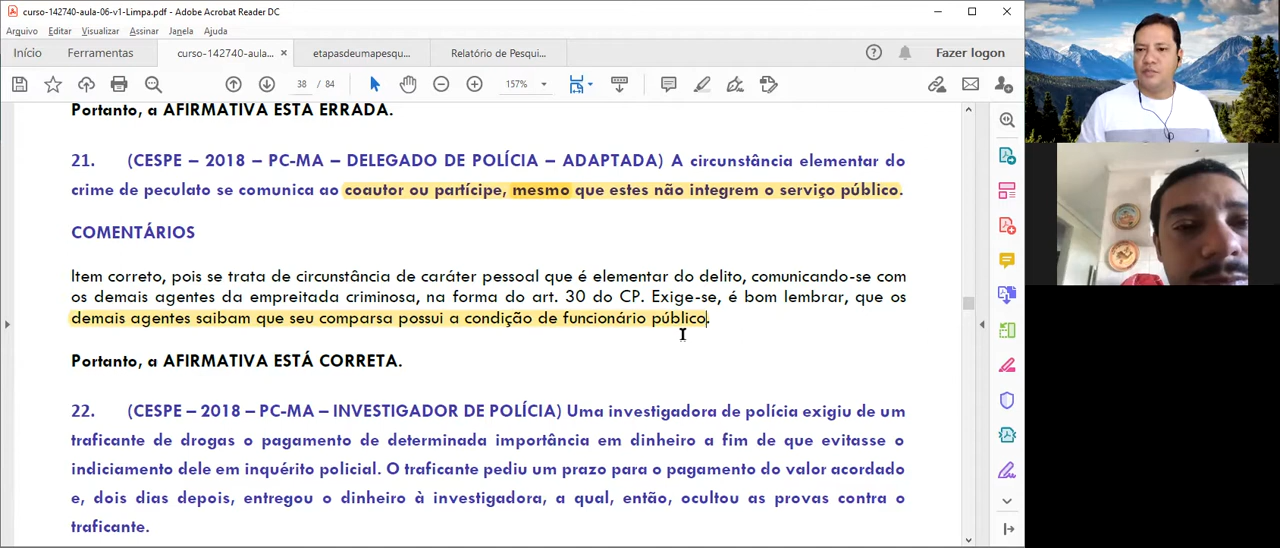 curso-142740-aula-06-v1-Limpa.pdf - Adobe Acrobat Reader DC
Arquivo Editar Visualizar Assinar Janela Ajuda
Início Ferramentas curso-142740-aula... × etapasdeumapesqu... Relatório de Pesqui... Fazer logon
38 / 84 157%
Portanto, a AFIRMATIVA ESTÁ ERRADA.
21. (CESPE – 2018 – PC-MA – DELEGADO DE POLÍCIA – ADAPTADA) A circunstância elementar do
crime de peculato se comunica ao coautor ou partícipe, mesmo que estes não integrem o serviço público.
COMENTÁRIOS
Item correto, pois se trata de circunstância de caráter pessoal que é elementar do delito, comunicando-se com
os demais agentes da empreitada criminosa, na forma do art. 30 do CP. Exige-se, é bom lembrar, que os
demais agentes saibam que seu comparsa possui a condição de funcionário público.
Portanto, a AFIRMATIVA ESTÁ CORRETA.
22. (CESPE – 2018 – PC-MA – INVESTIGADOR DE POLÍCIA) Uma investigadora de polícia exigiu de um
traficante de drogas o pagamento de determinada importância em dinheiro a fim de que evitasse o
indiciamento dele em inquérito policial. O traficante pediu um prazo para o pagamento do valor acordado
e, dois dias depois, entregou o dinheiro à investigadora, a qual, então, ocultou as provas contra o
traficante.